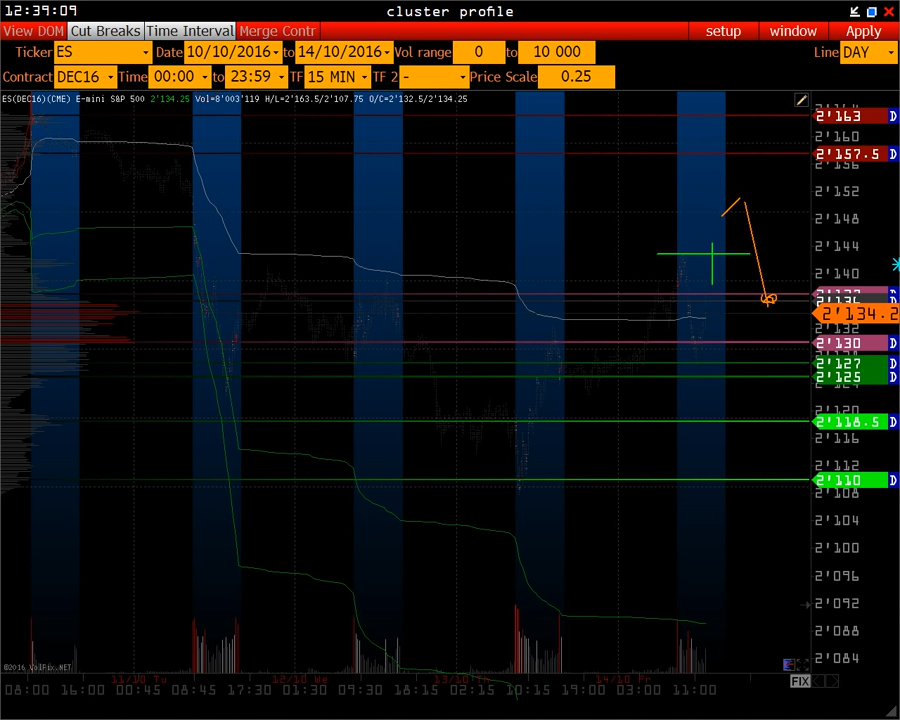 12:39:09 cluster profile
View DOM Cut Breaks Time Interval Merge Contr setup window Apply
Ticker ES Date 10/10/2016 to 14/10/2016 Vol range 0 to 10 000 Line DAY
Contract DEC16 Time 00:00 to 23:59 TF 15 MIN TF 2 - Price Scale 0.25
ES(DEC16)(CME) E-mini S&P 500 2'134.25 Vol=8'003'119 H/L=2'163.5/2'107.75 O/C=2'132.5/2'134.25
2'163 D
2'160
2'157.5 D
2'156
2'152
2'148
2'144
2'140
D
2'136 D
2'134.2
2'132
2'130 D
2'127 D
2'125 D
2'120
2'118.5 D
2'116
2'112
2'110 D
2'108
2'104
2'100
2'096
2'092
2'088
2'084
©2016 VolFix.NET
11/10 Tu 12/10 We 13/10 Th 14/10 Fr FIX
08:00 16:00 00:45 08:45 17:30 01:30 09:30 18:15 02:15 10:15 19:00 03:00 11:00